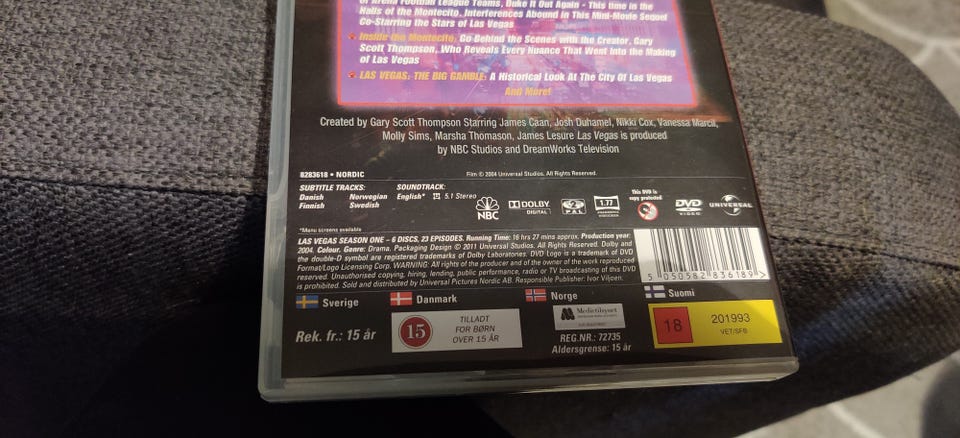 of Arena Football League Teams, Duke It Out Again - This time in the
Halls of the Montecito. Interferences Abound in This Mini-Movie Sequel
Co-Starring the Stars of Las Vegas
Inside the Montecito: Go Behind the Scenes with the Creator, Gary
Scott Thompson, Who Reveals Every Nuance That Went Into the Making
of Las Vegas
LAS VEGAS: THE BIG GAMBLE: A Historical Look At The City Of Las Vegas
And More!
Created by Gary Scott Thompson Starring James Caan, Josh Duhamel, Nikki Cox, Vanessa Marcil,
Molly Sims, Marsha Thomason, James Lesure Las Vegas is produced
by NBC Studios and DreamWorks Television
8283618 • NORDIC
Film © 2004 Universal Studios. All Rights Reserved.
SUBTITLE TRACKS:
Danish Norwegian
Finnish Swedish
SOUNDTRACK:
English* 5.1 Stereo
NBC
DOLBY
DIGITAL
PAL
1.77
This DVD is
copy protected
DVD
VIDEO
UNIVERSAL
*Menu screens available
LAS VEGAS SEASON ONE – 6 DISCS, 23 EPISODES. Running Time: 16 hrs 27 mins approx. Production year:
2004. Colour. Genre: Drama. Packaging Design © 2011 Universal Studios. All Rights Reserved. Dolby and
the double-D symbol are registered trademarks of Dolby Laboratories. DVD Logo is a trademark of DVD
Format/Logo Licensing Corp. WARNING: All rights of the producer and of the owner of the work reproduced
reserved. Unauthorised copying, hiring, lending, public performance, radio or TV broadcasting of this DVD
is prohibited. Sold and distributed by Universal Pictures Nordic AB. Responsible Publisher: Ivor Viljoen.
5 050582 836189 >
Sverige
Rek. fr.: 15 år
Danmark
15
TILLADT
FOR BØRN
OVER 15 ÅR
Norge
Medietilsynet
REG.NR.: 72735
Aldersgrense: 15 år
Suomi
18
201993
VET/SFB